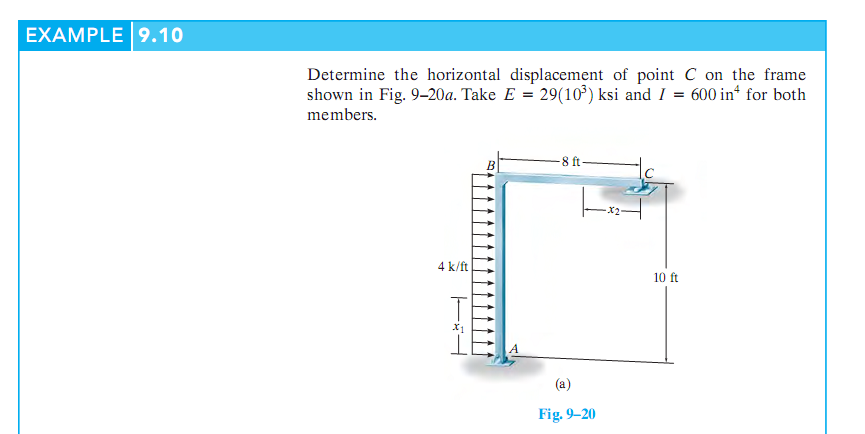 EXAMPLE 9.10
Determine the horizontal displacement of point C on the frame
shown in Fig. 9–20a. Take E = 29(10³) ksi and I = 600 in⁴ for both
members.
8 ft
B
C
x₂
4 k/ft
10 ft
x₁
A
(a)
Fig. 9–20